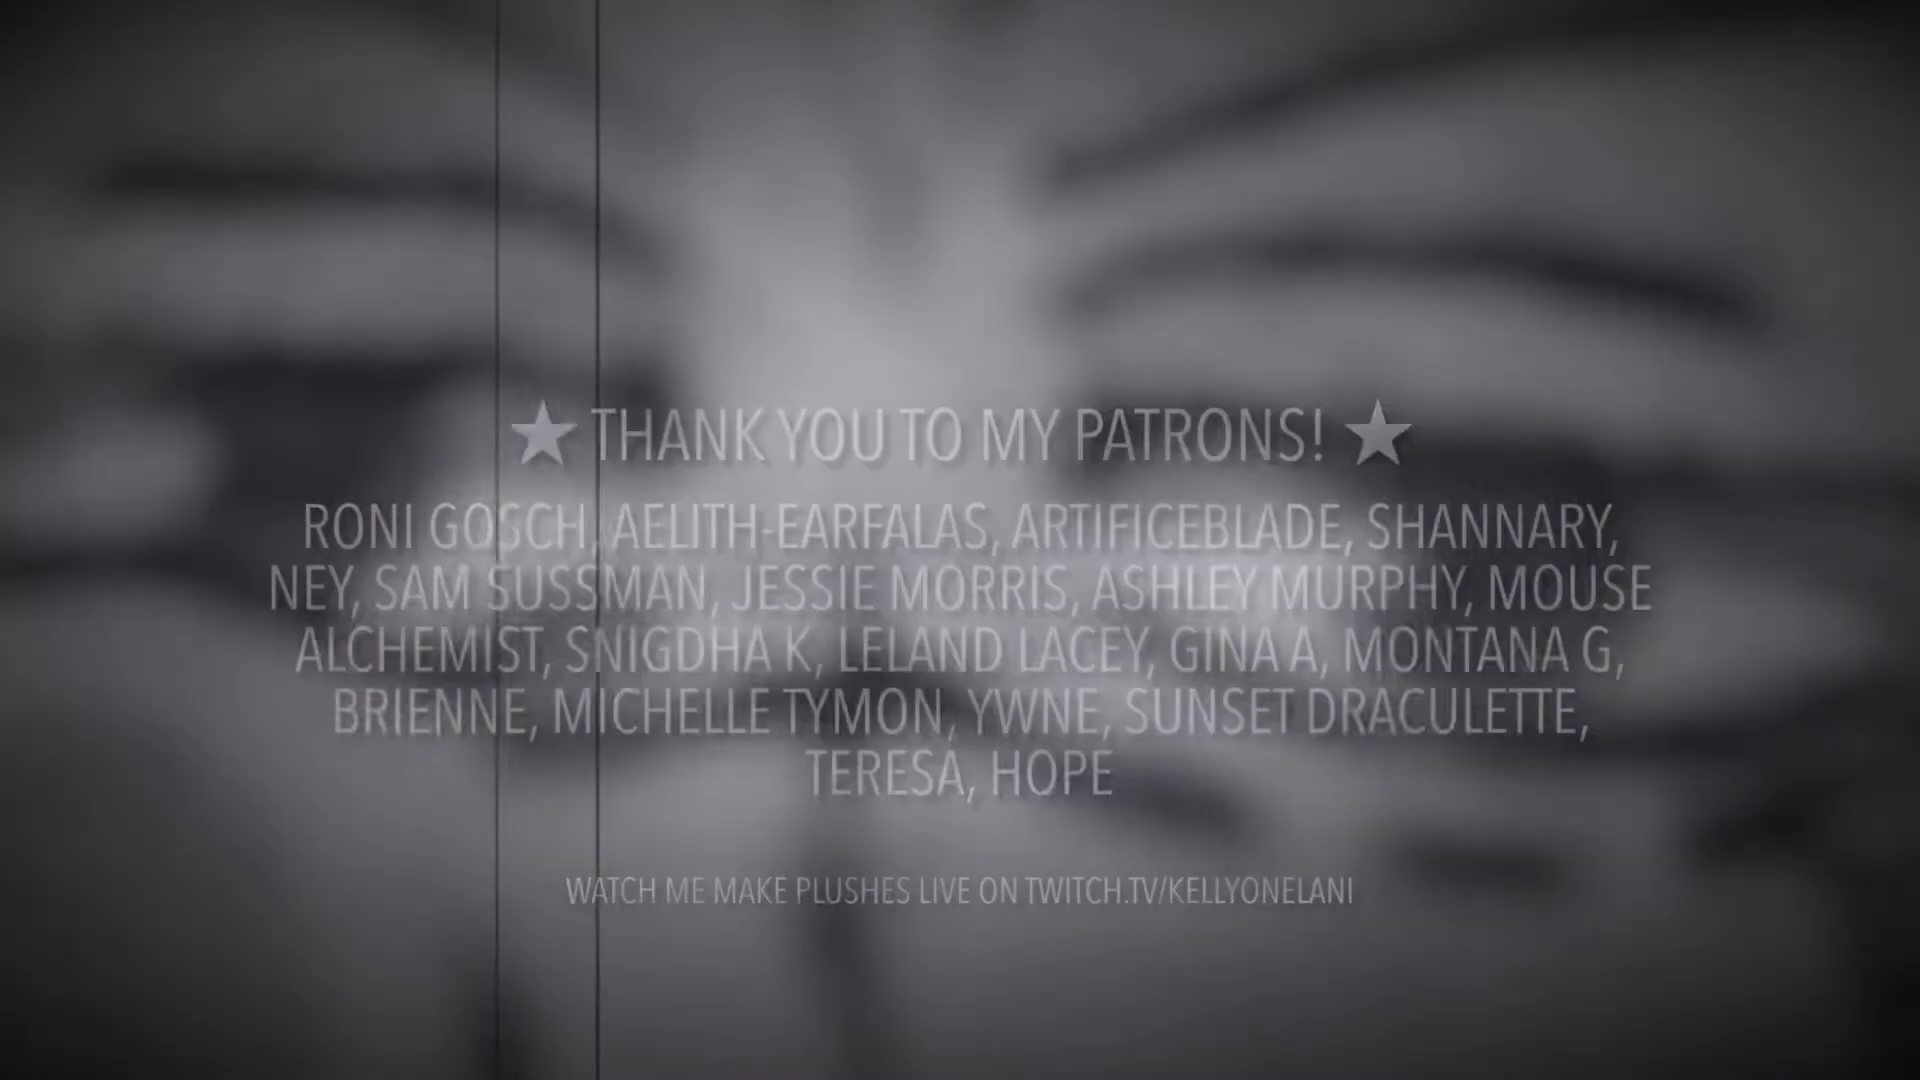 ★ THANK YOU TO MY PATRONS! ★
RONI GOSCH, AELITH-EARFALAS, ARTIFICEBLADE, SHANNARY,
NEY, SAM SUSSMAN, JESSIE MORRIS, ASHLEY MURPHY, MOUSE
ALCHEMIST, SNIGDHA K, LELAND LACEY, GINA A, MONTANA G,
BRIENNE, MICHELLE TYMON, YWNE, SUNSET DRACULETTE,
TERESA, HOPE
WATCH ME MAKE PLUSHES LIVE ON TWITCH.TV/KELLYONELANI